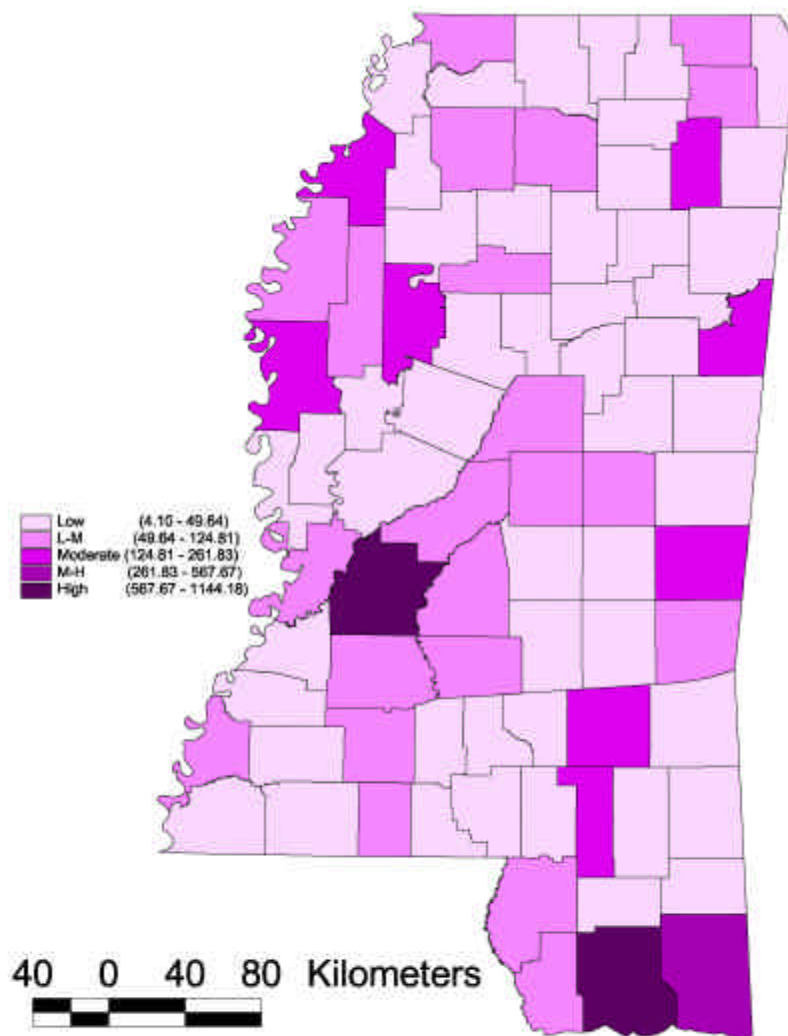 Low (4.10 - 49.64)
L-M (49.64 - 124.81)
Moderate (124.81 - 261.83)
M-H (261.83 - 567.67)
High (567.67 - 1144.18)
40 0 40 80 Kilometers